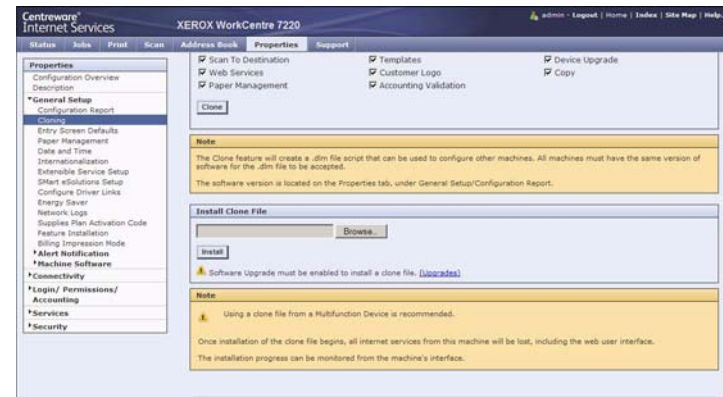 Centreware®
Internet Services
XEROX WorkCentre 7220
admin - Logout | Home | Index | Site Map | Help
Status Jobs Print Scan Address Book Properties Support
Properties
Configuration Overview
Description
General Setup
Configuration Report
Cloning
Entry Screen Defaults
Paper Management
Date and Time
Internationalization
Extensible Service Setup
SMart eSolutions Setup
Configure Driver Links
Energy Saver
Network Logs
Supplies Plan Activation Code
Feature Installation
Billing Impression Mode
Alert Notification
Machine Software
Connectivity
Login/ Permissions/
Accounting
Services
Security
Scan To Destination Templates Device Upgrade
Web Services Customer Logo Copy
Paper Management Accounting Validation
Clone
Note
The Clone feature will create a .dlm file script that can be used to configure other machines. All machines must have the same version of
software for the .dlm file to be accepted.
The software version is located on the Properties tab, under General Setup/Configuration Report.
Install Clone File
Browse...
Install
Software Upgrade must be enabled to install a clone file. (Upgrades)
Note
Using a clone file from a Multifunction Device is recommended.
Once installation of the clone file begins, all internet services from this machine will be lost, including the web user interface.
The installation progress can be monitored from the machine's interface.